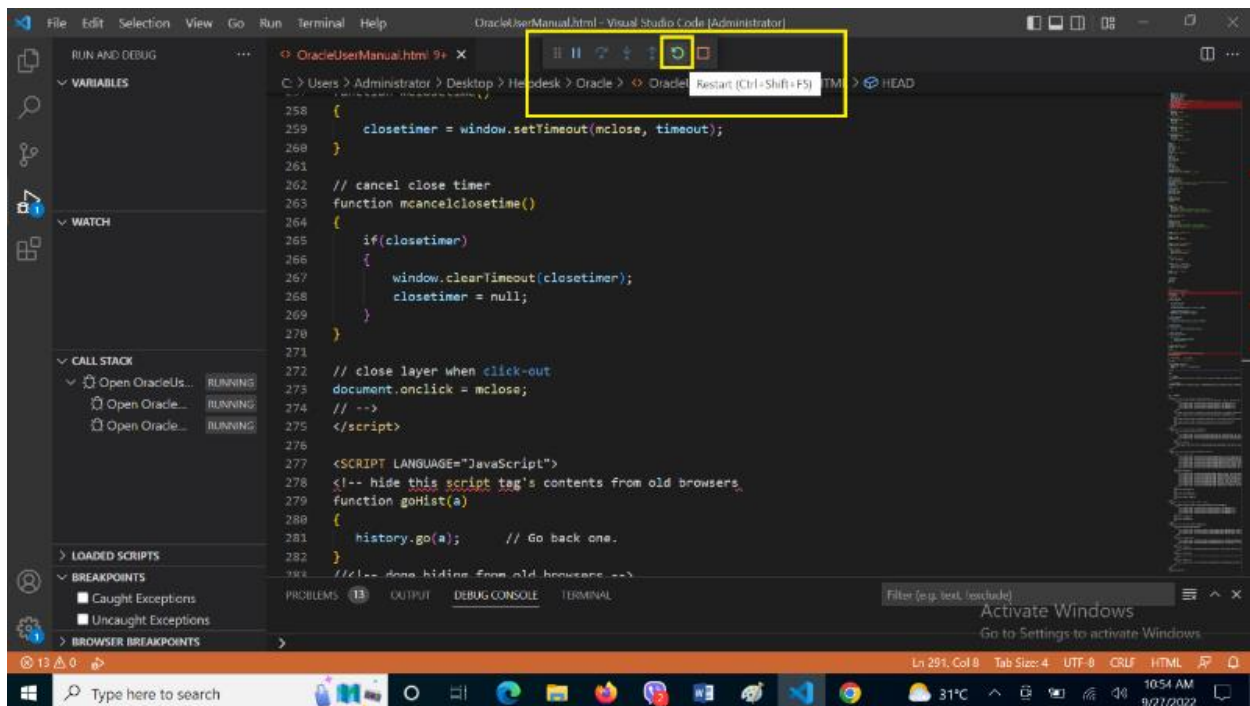 File Edit Selection View Go Run Terminal Help OracleUserManual.html - Visual Studio Code [Administrator]
RUN AND DEBUG ··· OracleUserManual.html 9+ ×
VARIABLES
C: > Users > Administrator > Desktop > Helpdesk > Oracle > HEAD
Restart (Ctrl+Shift+F5)
258 {
259 closetimer = window.setTimeout(mclose, timeout);
260 }
261
262 // cancel close timer
263 function mcancelclosetime()
WATCH
264 {
265 if(closetimer)
266 {
267 window.clearTimeout(closetimer);
268 closetimer = null;
269 }
270 }
CALL STACK
271
272 // close layer when click-out
Open OracleUs... RUNNING
273 document.onclick = mclose;
Open Oracle... RUNNING
274 // -->
Open Oracle... RUNNING
275 </script>
276
277 <SCRIPT LANGUAGE="JavaScript">
278 <!-- hide this script tag's contents from old browsers
279 function goHist(a)
280 {
281 history.go(a); // Go back one.
LOADED SCRIPTS
282 }
283 //<!-- done hiding from old browsers -->
BREAKPOINTS
Caught Exceptions
Uncaught Exceptions
BROWSER BREAKPOINTS
PROBLEMS 13 OUTPUT DEBUG CONSOLE TERMINAL
Filter (e.g. text, !exclude)
Activate Windows
Go to Settings to activate Windows.
13 0
Ln 291, Col 8 Tab Size: 4 UTF-8 CRLF HTML
Type here to search
31°C
10:54 AM
9/27/2022